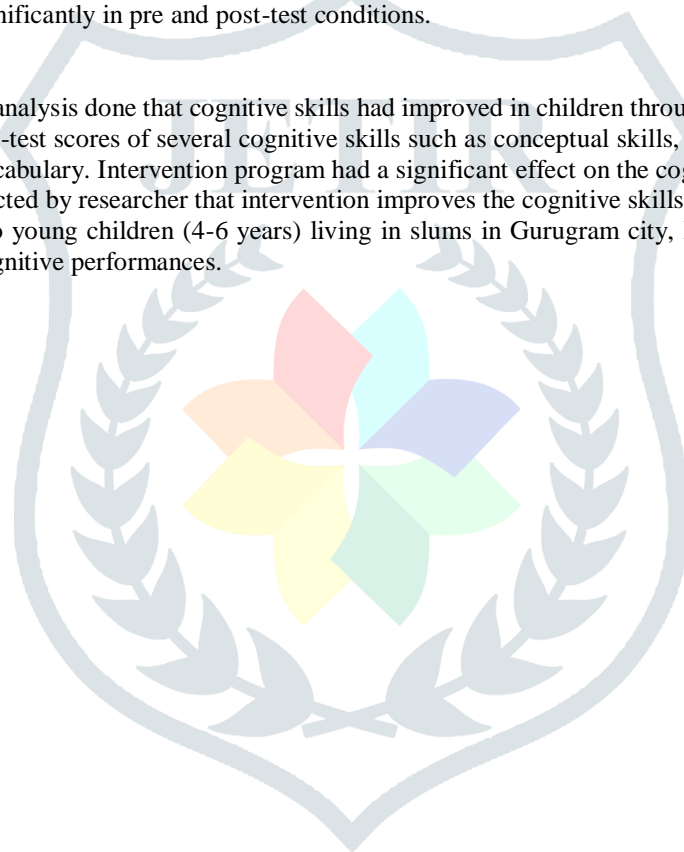 nificantly in pre and post-test conditions.
analysis done that cognitive skills had improved in children throu
-test scores of several cognitive skills such as conceptual skills,
cabulary. Intervention program had a significant effect on the cog
cted by researcher that intervention improves the cognitive skills
o young children (4-6 years) living in slums in Gurugram city,
gnitive performances.
JETIR